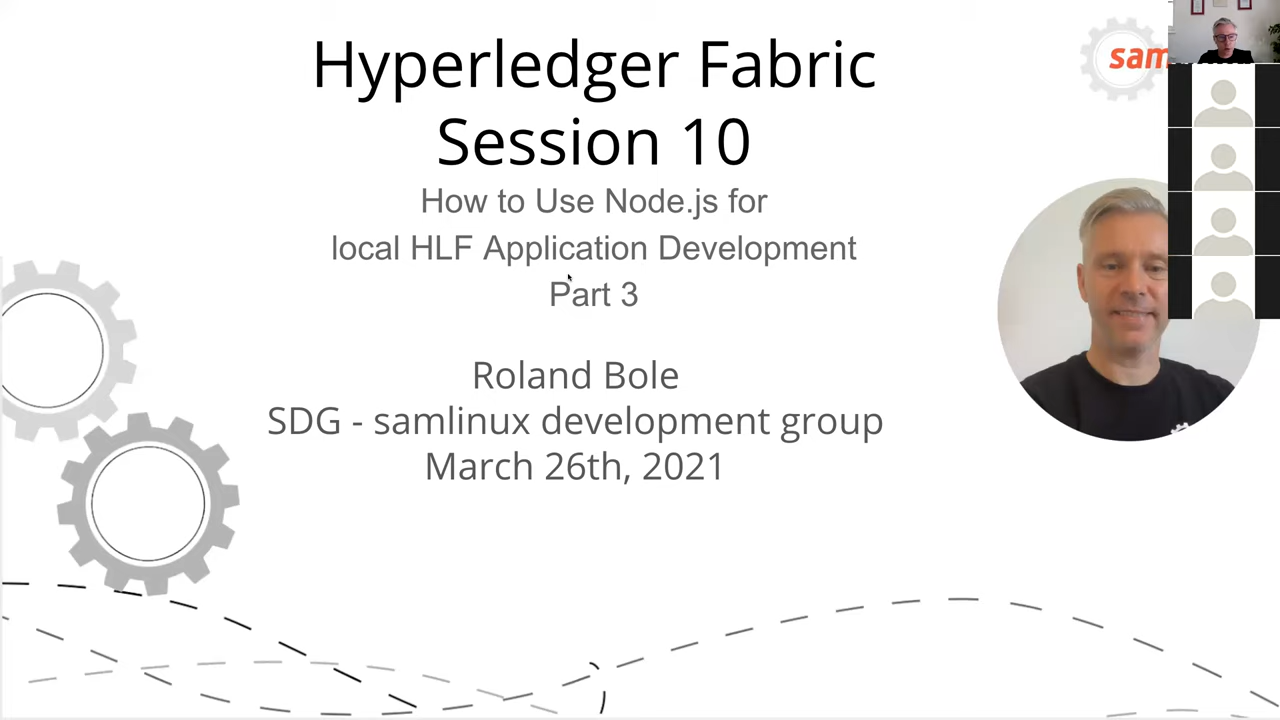 Hyperledger Fabric
Session 10
How to Use Node.js for
local HLF Application Development
Part 3
Roland Bole
SDG - samlinux development group
March 26th, 2021
sam